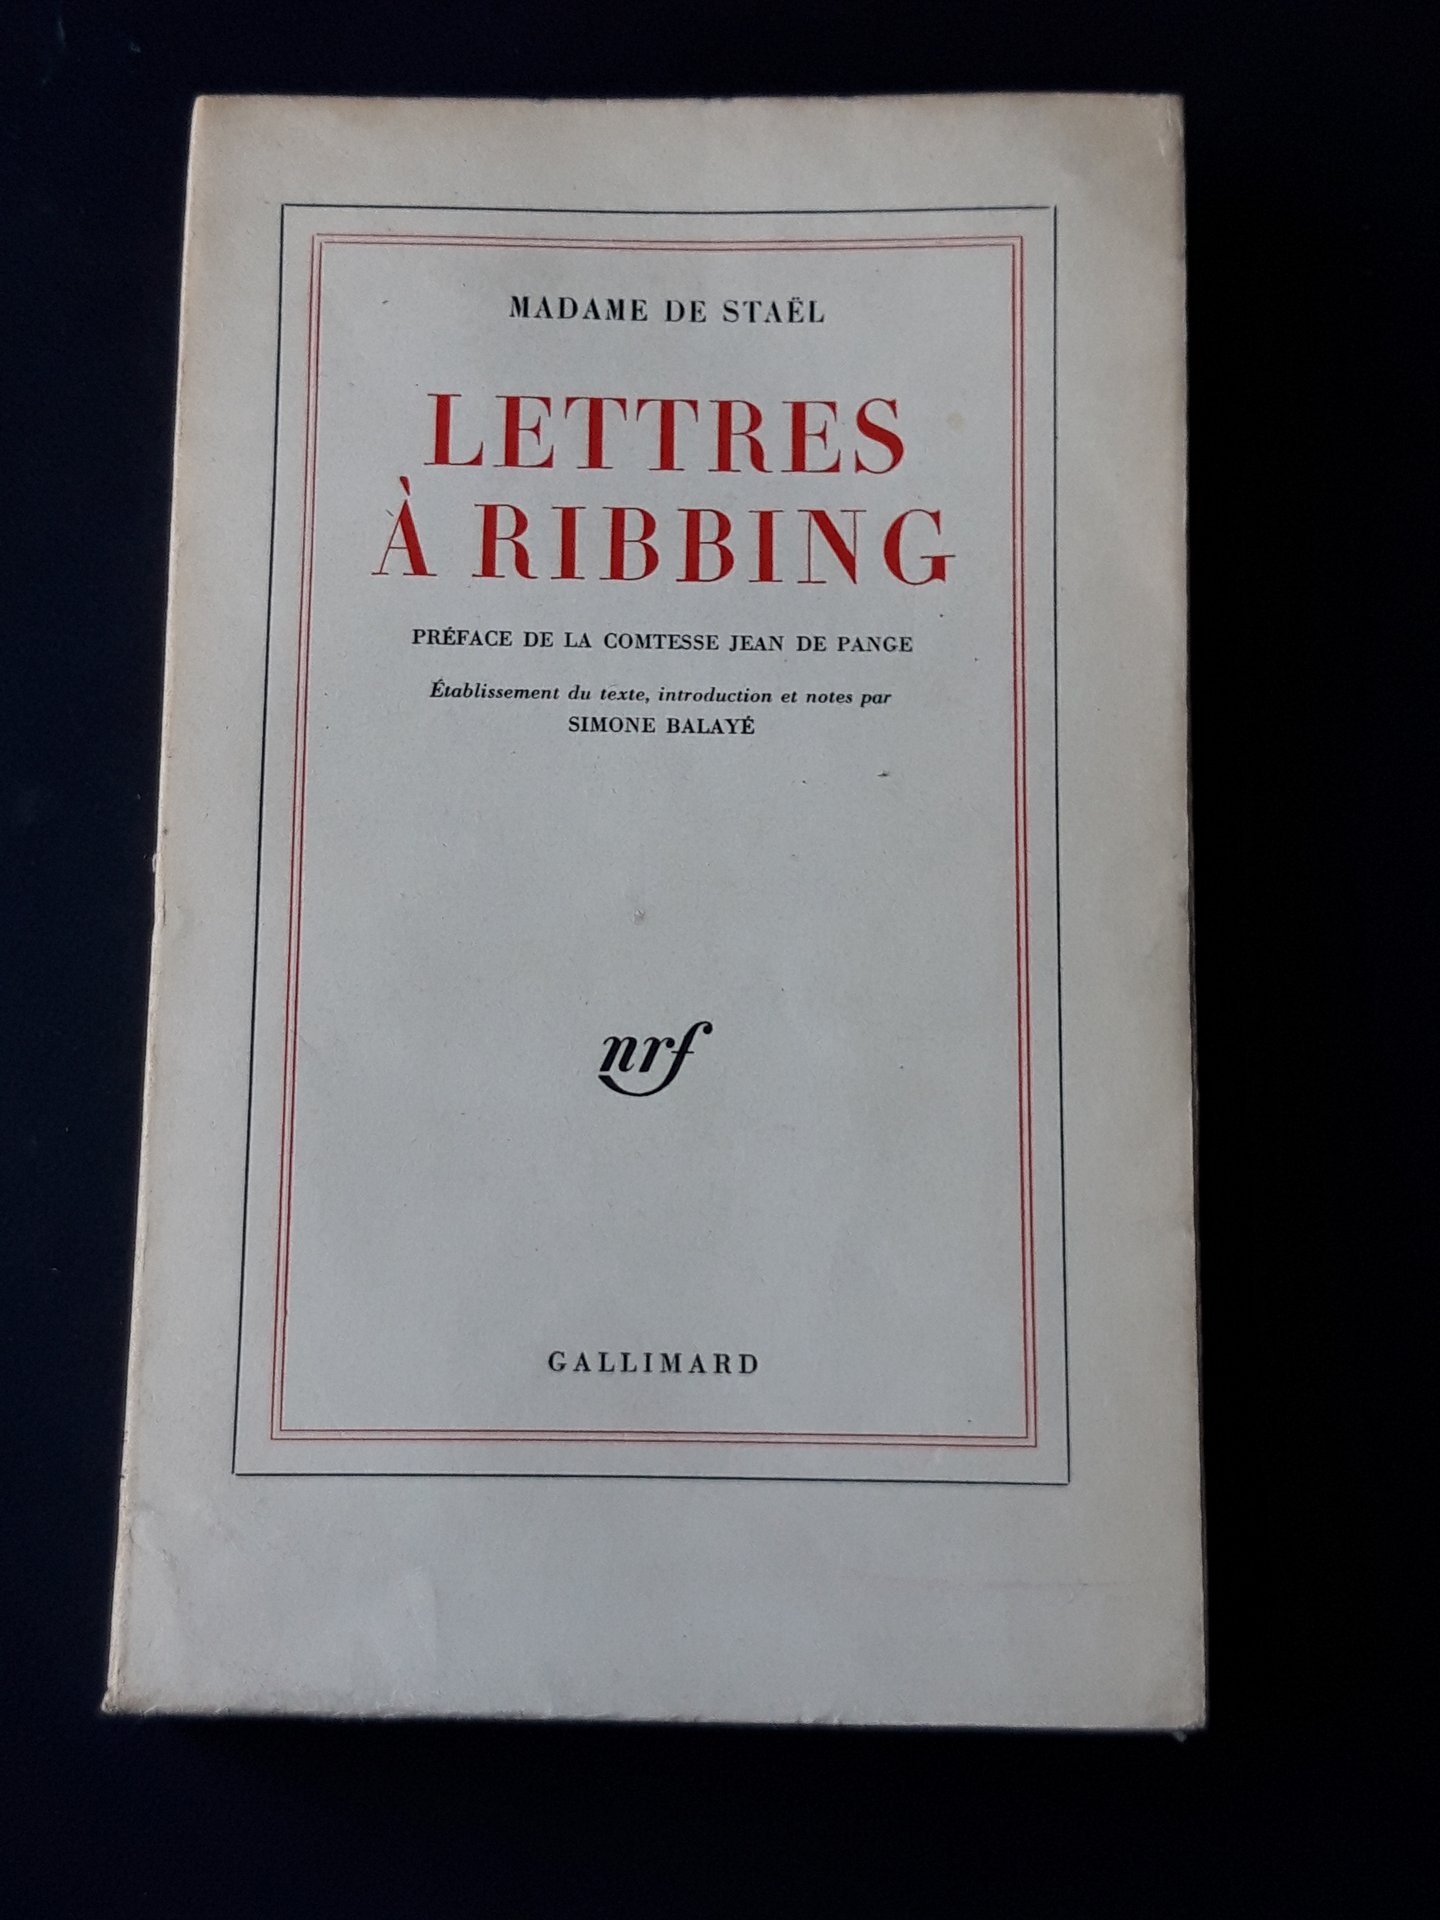 MADAME DE STAËL
LETTRES
À RIBBING
PRÉFACE DE LA COMTESSE JEAN DE PANGE
Établissement du texte, introduction et notes par
SIMONE BALAYÉ
nrf
GALLIMARD